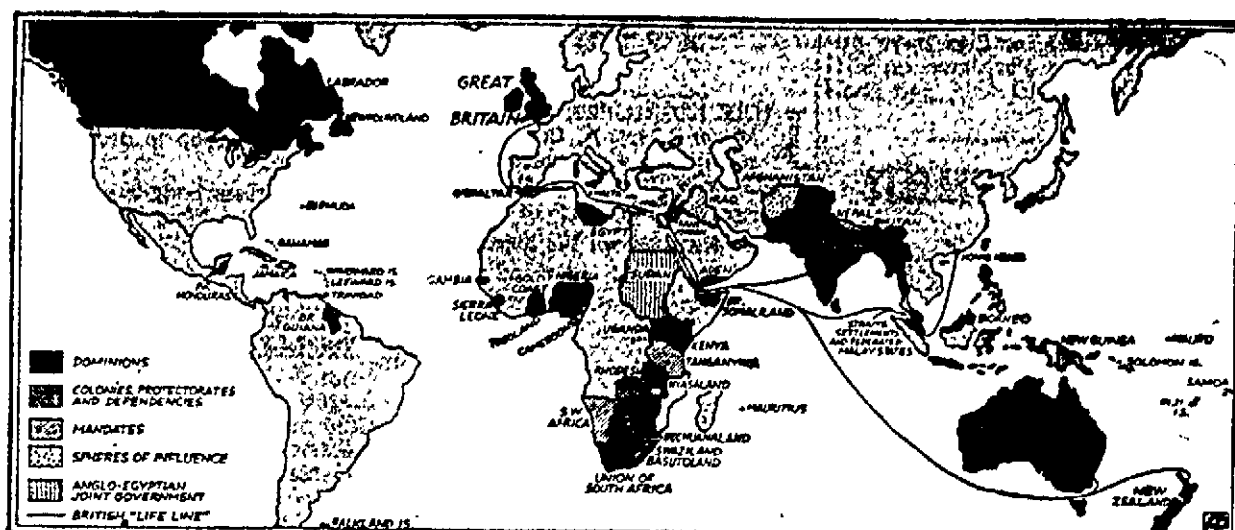 LABRADOR
NEWFOUNDLAND
GREAT
BRITAIN
GIBRALTAR
BERMUDA
BAHAMAS
JAMAICA
WINDWARD IS.
LEEWARD IS.
TRINIDAD
HONDURAS
BR.
GUIANA
FALKLAND IS.
GAMBIA
SIERRA
LEONE
GOLD
COAST
NIGERIA
TOGOLAND
CAMEROONS
EGYPT
SUDAN
ADEN
SOMALILAND
UGANDA
KENYA
TANGANYIKA
RHODESIA
NYASALAND
S.W.
AFRICA
BECHUANALAND
SWAZILAND
BASUTOLAND
UNION OF
SOUTH AFRICA
MAURITIUS
IRAQ
AFGHANISTAN
NEPAL
BHUTAN
HONG KONG
STRAITS
SETTLEMENTS
AND FEDERATED
MALAY STATES
BORNEO
NEW GUINEA
NAURU
SOLOMON IS.
SAMOA
NEW
ZEALAND
DOMINIONS
COLONIES, PROTECTORATES
AND DEPENDENCIES
MANDATES
SPHERES OF INFLUENCE
ANGLO-EGYPTIAN
JOINT GOVERNMENT
BRITISH "LIFE LINE"